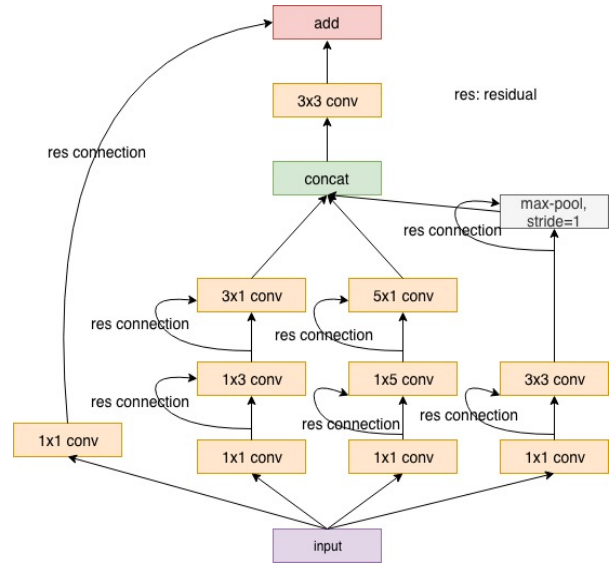 add
3x3 conv
res: residual
res connection
concat
max-pool,
stride=1
res connection
3x1 conv
5x1 conv
res connection
res connection
1x3 conv
1x5 conv
3x3 conv
res connection
res connection
res connection
1x1 conv
1x1 conv
1x1 conv
1x1 conv
input